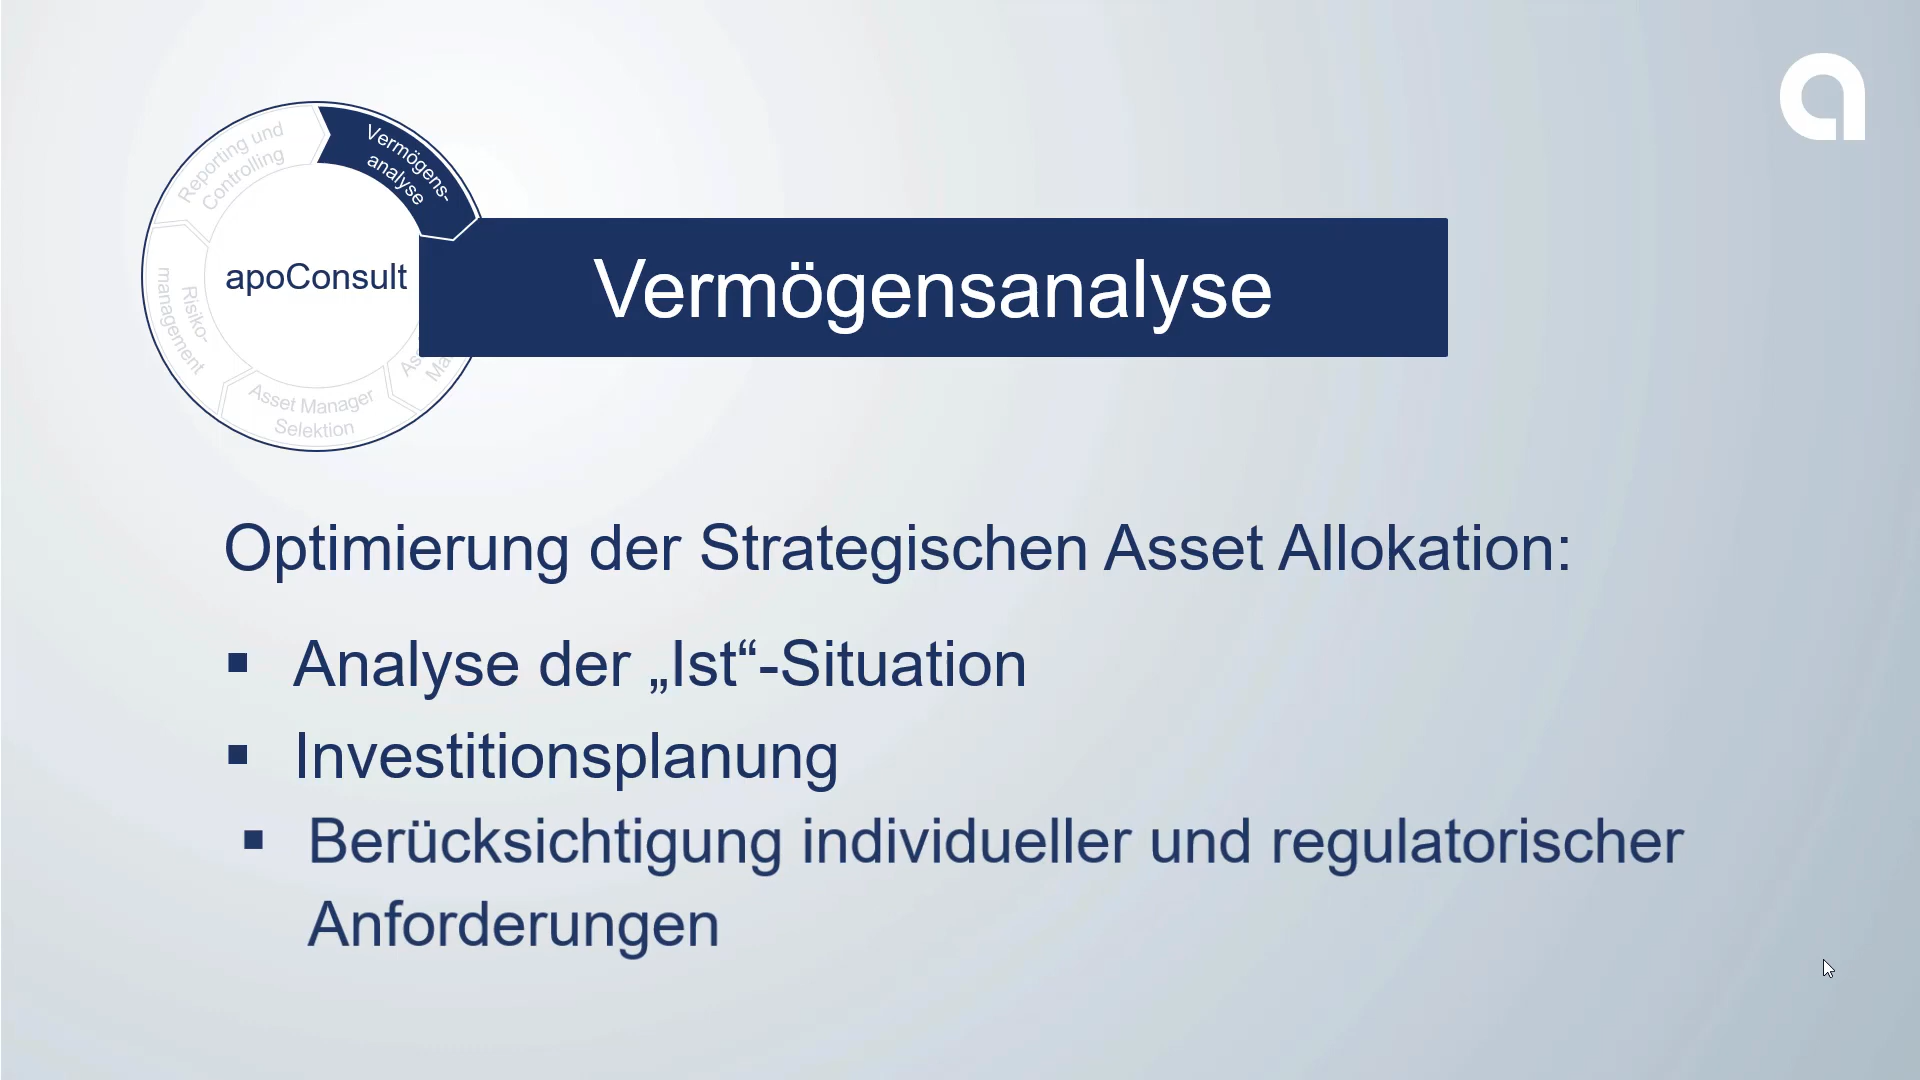 Reporting und
Controlling
Vermögens-
analyse
apoConsult
Vermögensanalyse
Risiko-
management
Asset Manager
Selektion
Optimierung der Strategischen Asset Allokation:
▪ Analyse der „Ist“-Situation
▪ Investitionsplanung
▪ Berücksichtigung individueller und regulatorischer
Anforderungen